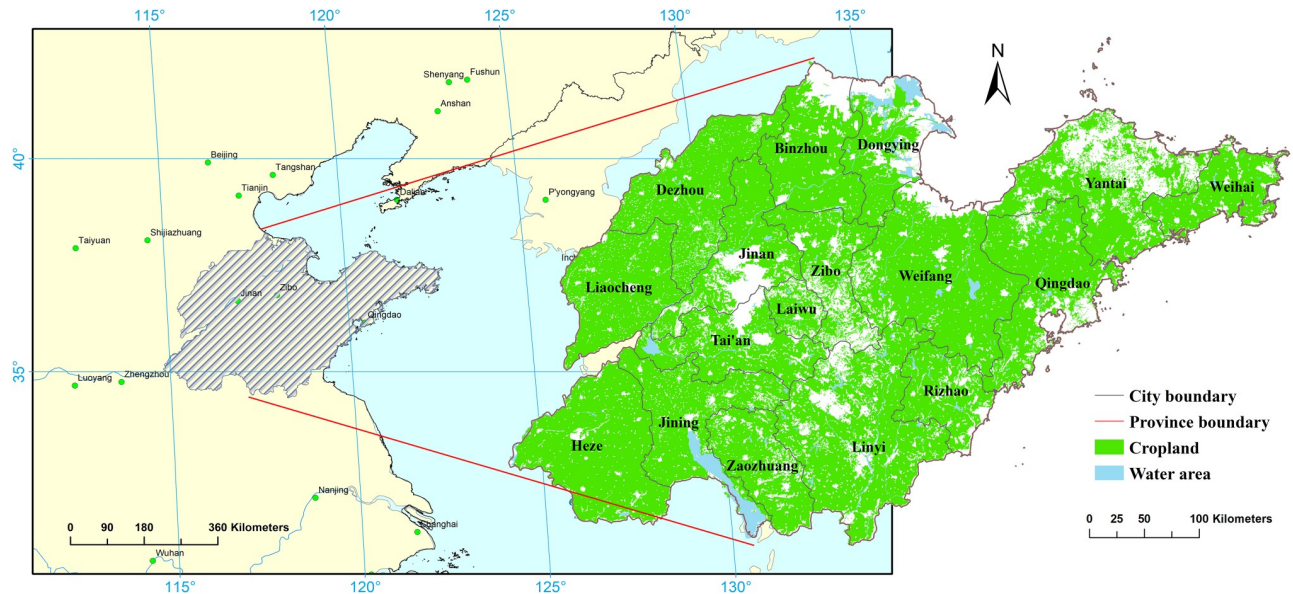 115°
120°
125°
130°
135°
N
Shenyang
Fushun
Anshan
Binzhou
Dongying
40°
Beijing
Tangshan
Tianjin
Dalian
P'yongyang
Dezhou
Yantai
Weihai
Taiyuan
Shijiazhuang
Inch
Jinan
Zibo
Weifang
Qingdao
Jinan
Zibo
Liaocheng
Laiwu
Qingdao
Tai'an
35°
Luoyang
Zhengzhou
Rizhao
City boundary
Province boundary
Cropland
Water area
Heze
Jining
Linyi
Zaozhuang
Nanjing
Shanghai
Wuhan
0 90 180 360 Kilometers
0 25 50 100 Kilometers
115°
120°
125°
130°